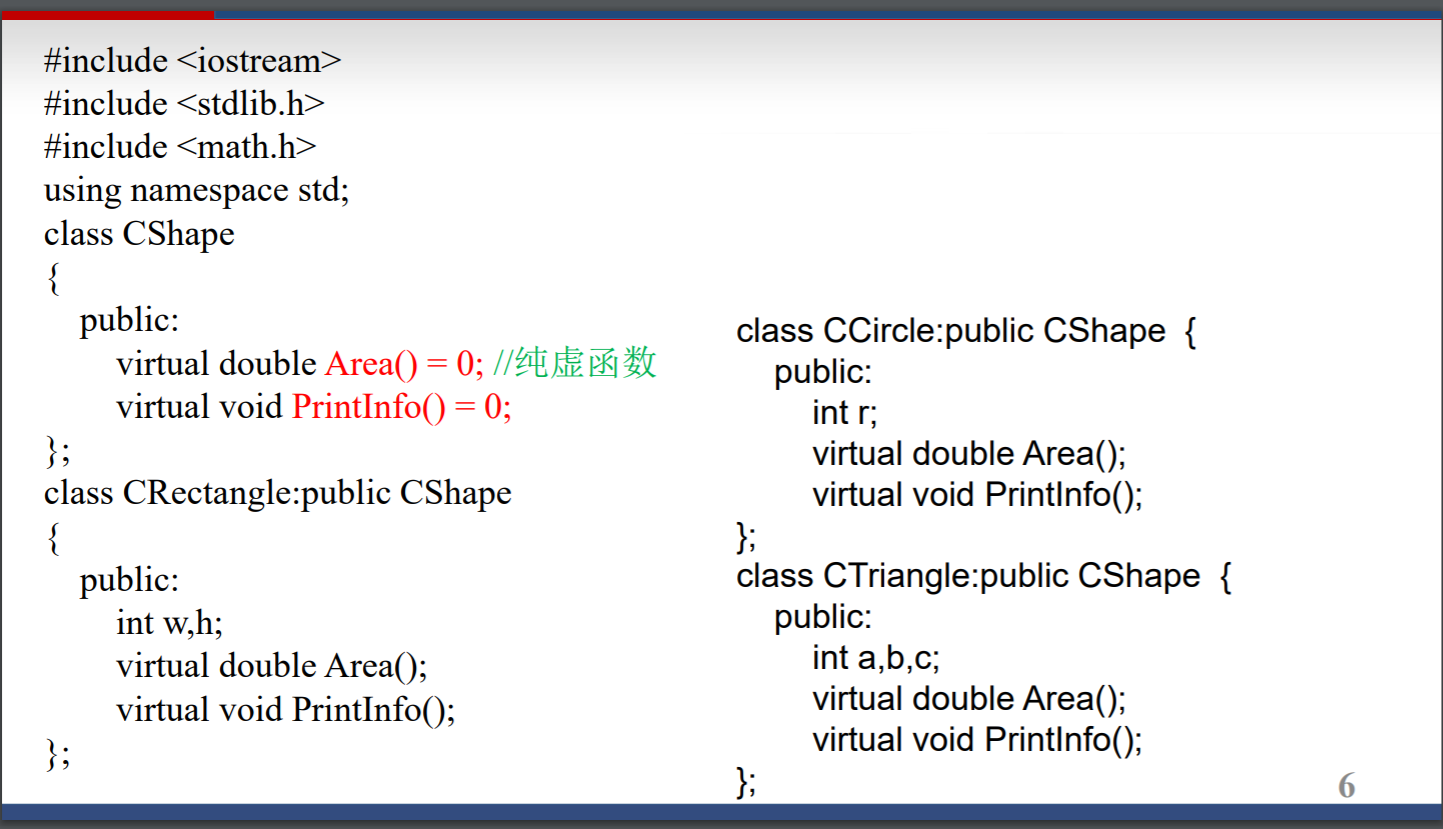 #include <iostream>
#include <stdlib.h>
#include <math.h>
using namespace std;
class CShape
{
public:
virtual double Area() = 0; //纯虚函数
virtual void PrintInfo() = 0;
};
class CRectangle:public CShape
{
public:
int w,h;
virtual double Area();
virtual void PrintInfo();
};
class CCircle:public CShape {
public:
int r;
virtual double Area();
virtual void PrintInfo();
};
class CTriangle:public CShape {
public:
int a,b,c;
virtual double Area();
virtual void PrintInfo();
};
6